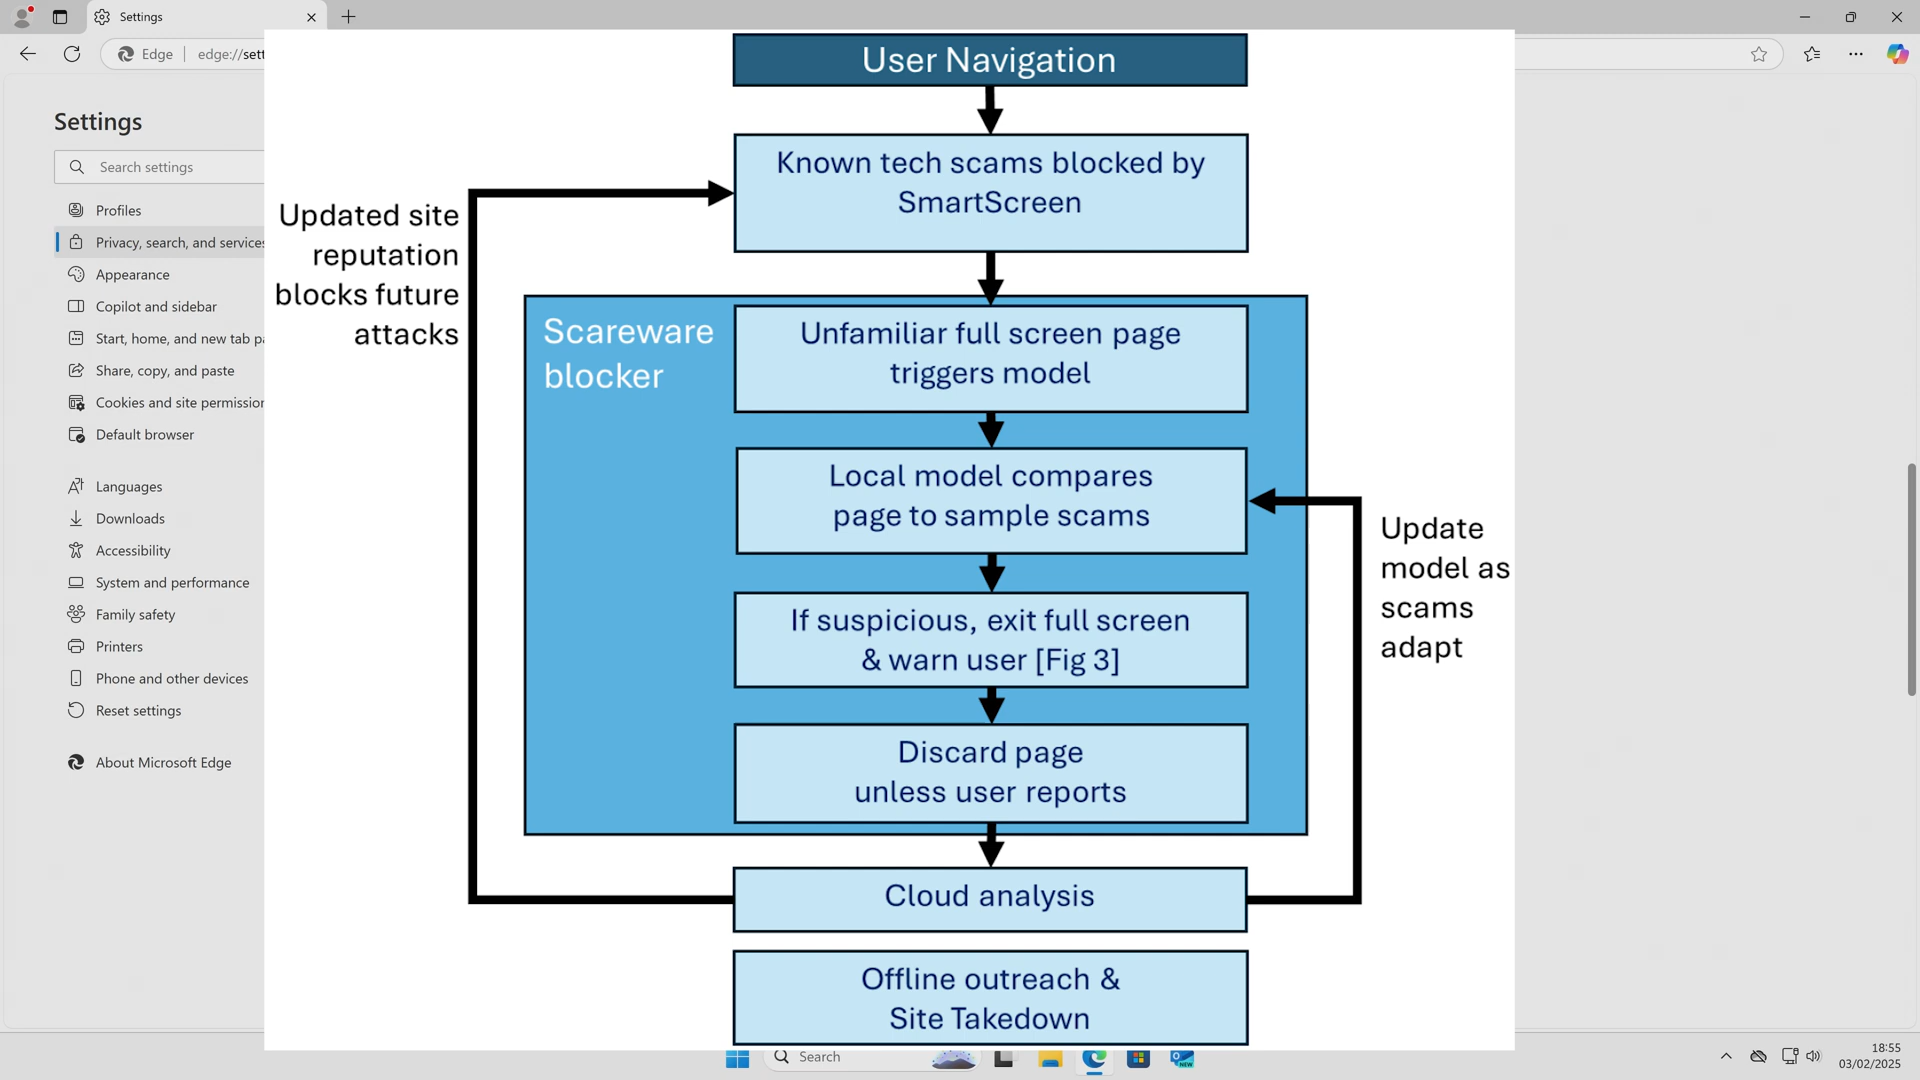 Settings
Edge
edge://sett
Settings
Search settings
Profiles
Privacy, search, and services
Appearance
Copilot and sidebar
Start, home, and new tab pa
Share, copy, and paste
Cookies and site permission
Default browser
Languages
Downloads
Accessibility
System and performance
Family safety
Printers
Phone and other devices
Reset settings
About Microsoft Edge
User Navigation
Known tech scams blocked by
SmartScreen
Updated site
reputation
blocks future
attacks
Scareware
blocker
Unfamiliar full screen page
triggers model
Local model compares
page to sample scams
If suspicious, exit full screen
& warn user [Fig 3]
Discard page
unless user reports
Update
model as
scams
adapt
Cloud analysis
Offline outreach &
Site Takedown
Search
NEW
18:55
03/02/2025